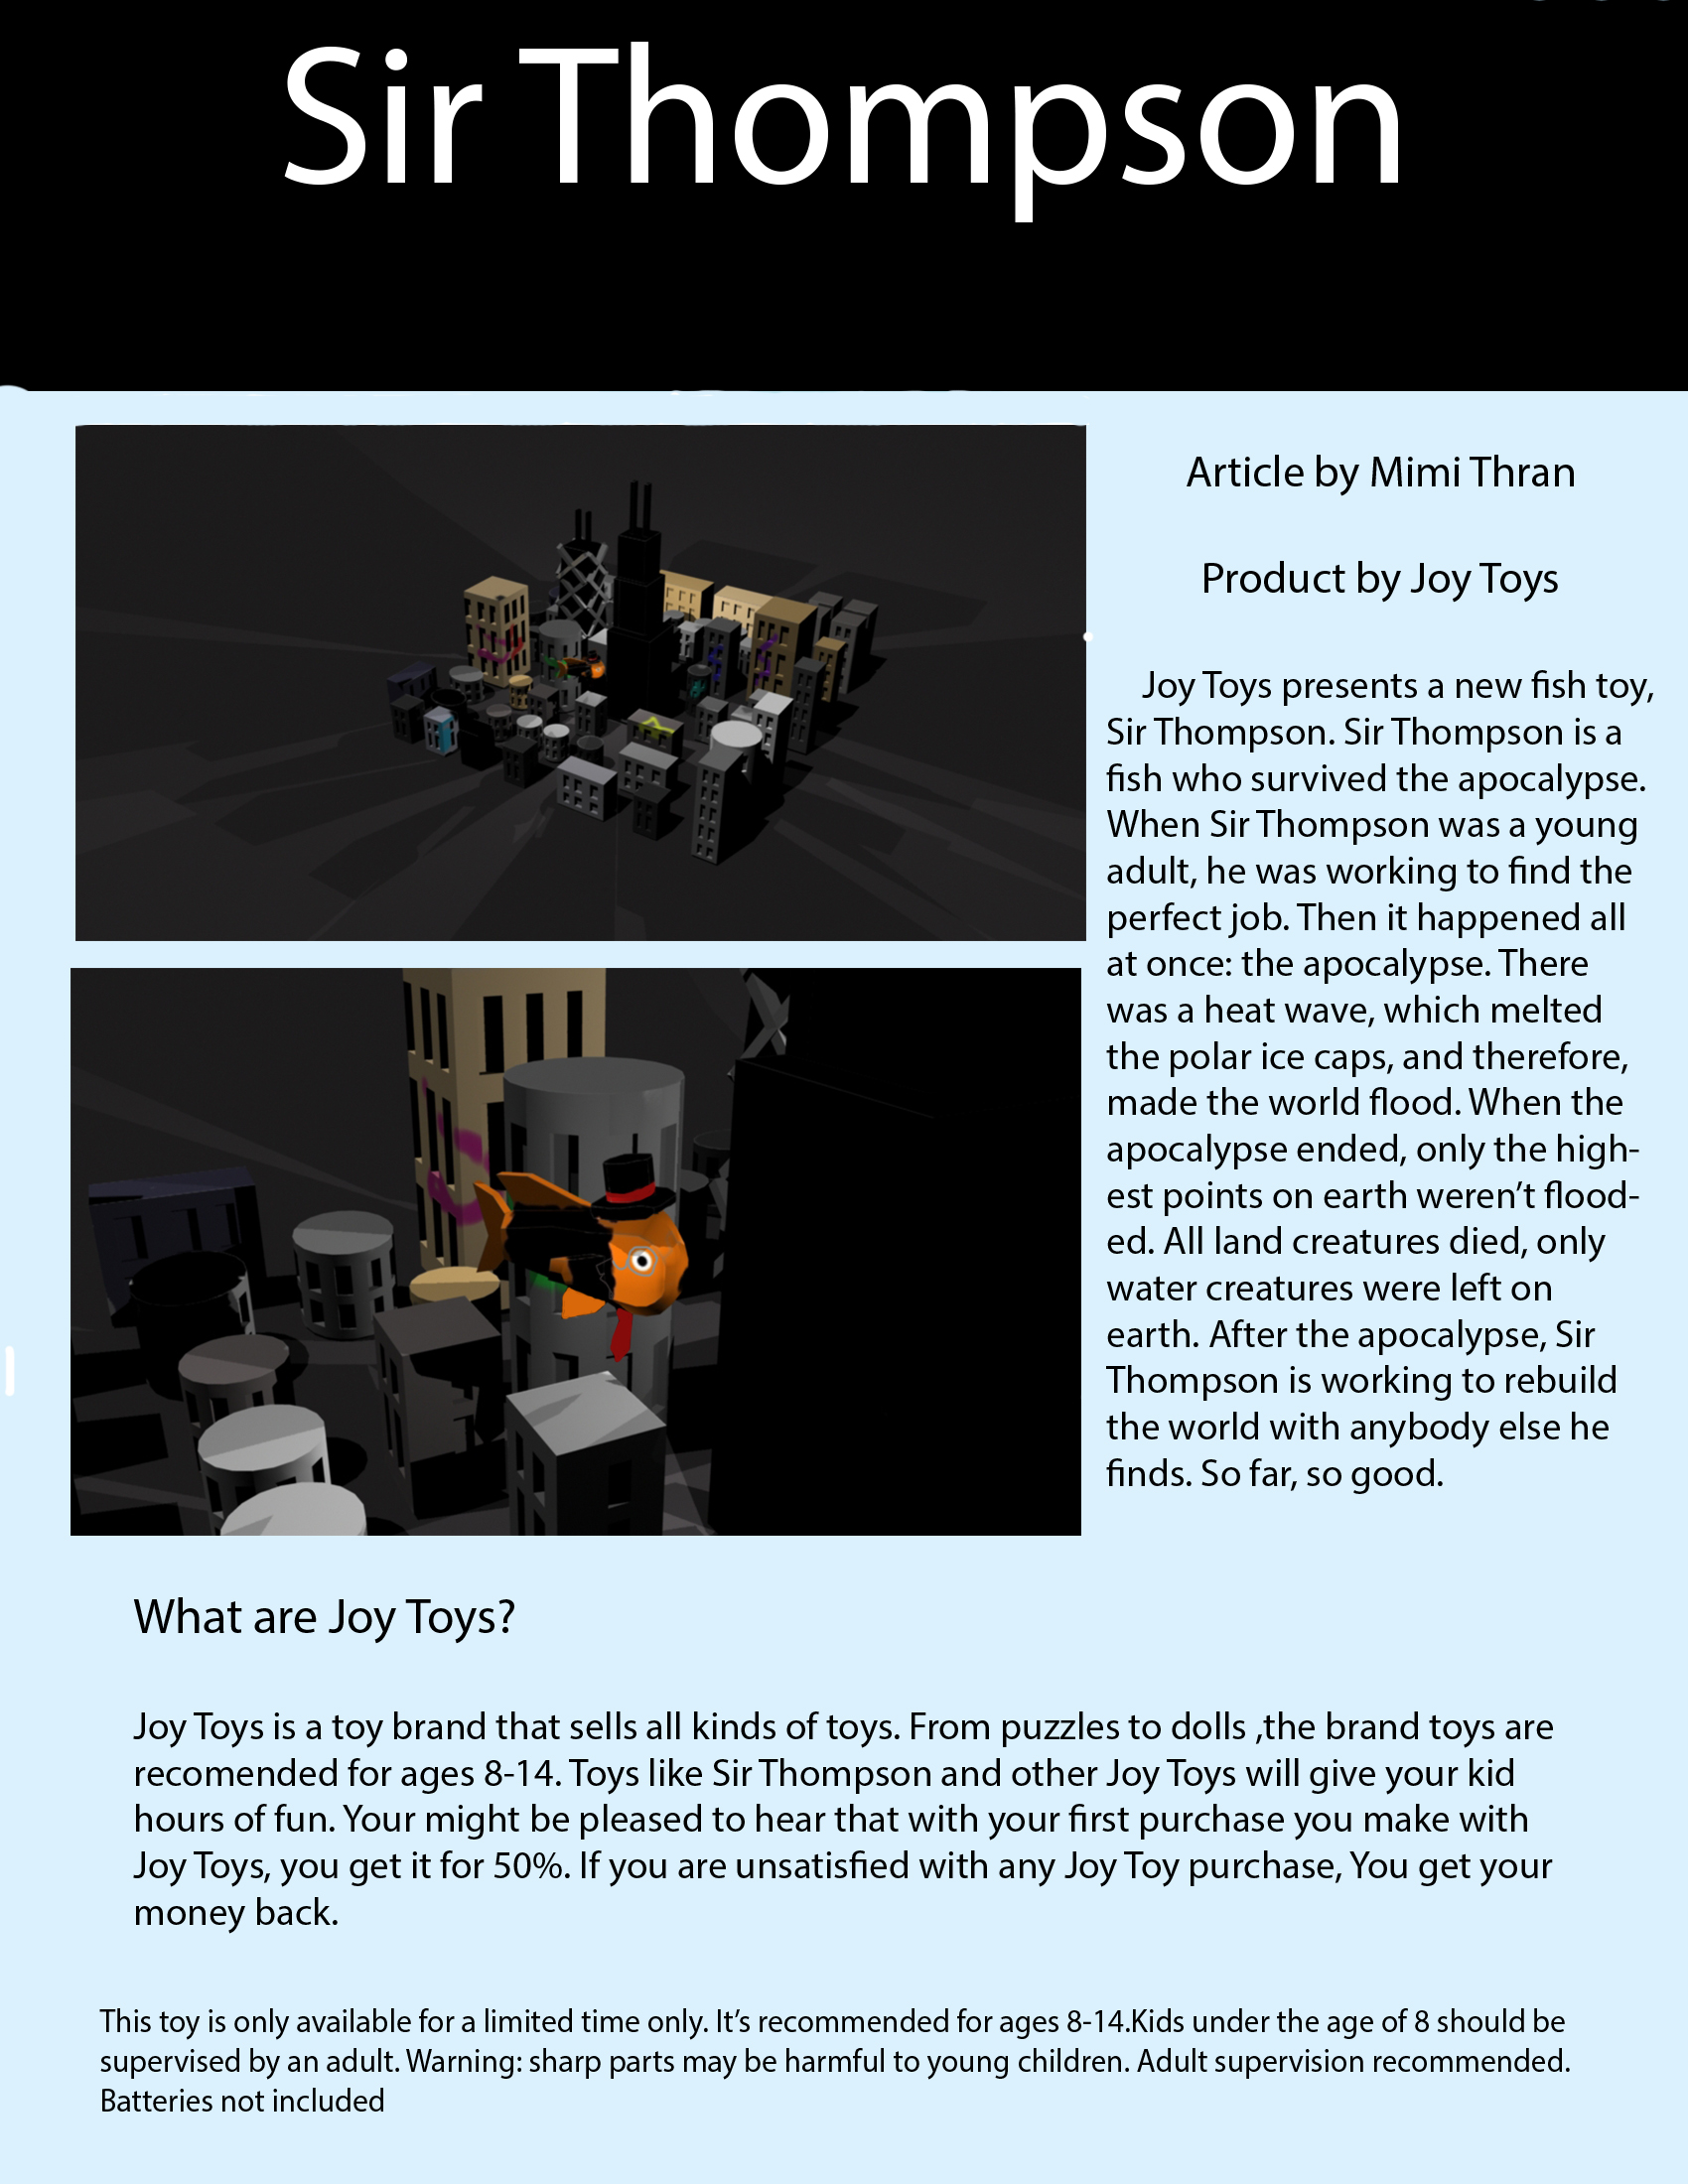 Sir Thompson
Article by Mimi Thran
Product by Joy Toys
Joy Toys presents a new fish toy,
Sir Thompson. Sir Thompson is a
fish who survived the apocalypse.
When Sir Thompson was a young
adult, he was working to find the
perfect job. Then it happened all
at once: the apocalypse. There
was a heat wave, which melted
the polar ice caps, and therefore,
made the world flood. When the
apocalypse ended, only the high-
est points on earth weren’t flood-
ed. All land creatures died, only
water creatures were left on
earth. After the apocalypse, Sir
Thompson is working to rebuild
the world with anybody else he
finds. So far, so good.
What are Joy Toys?
Joy Toys is a toy brand that sells all kinds of toys. From puzzles to dolls ,the brand toys are
recomended for ages 8-14. Toys like Sir Thompson and other Joy Toys will give your kid
hours of fun. Your might be pleased to hear that with your first purchase you make with
Joy Toys, you get it for 50%. If you are unsatisfied with any Joy Toy purchase, You get your
money back.
This toy is only available for a limited time only. It’s recommended for ages 8-14.Kids under the age of 8 should be
supervised by an adult. Warning: sharp parts may be harmful to young children. Adult supervision recommended.
Batteries not included